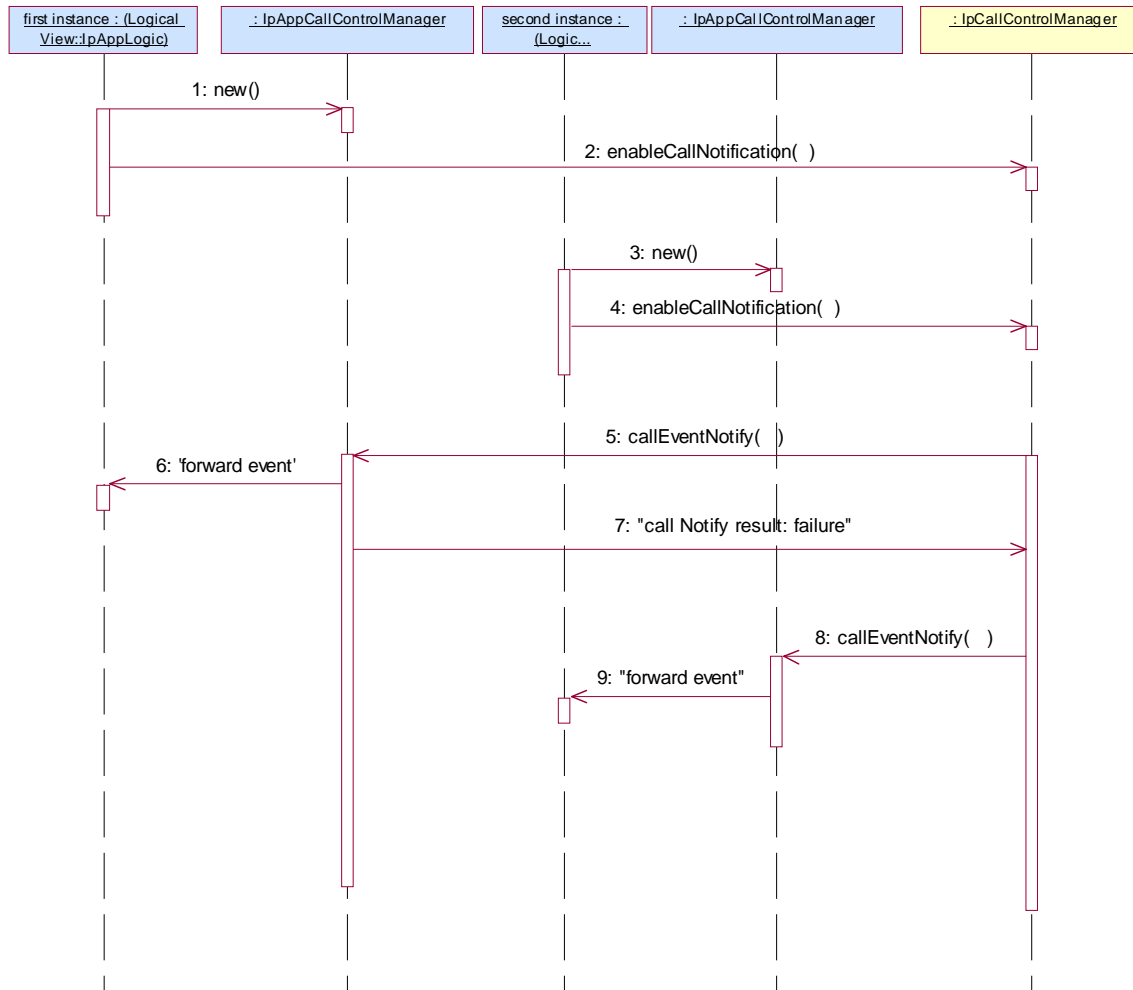 first instance : (Logical
View::IpAppLogic)
: IpAppCallControlManager
second instance :
(Logic...
: IpAppCallControlManager
: IpCallControlManager
1: new()
2: enableCallNotification(  )
3: new()
4: enableCallNotification(  )
5: callEventNotify(   )
6: 'forward event'
7: "call Notify result: failure"
8: callEventNotify(   )
9: "forward event"